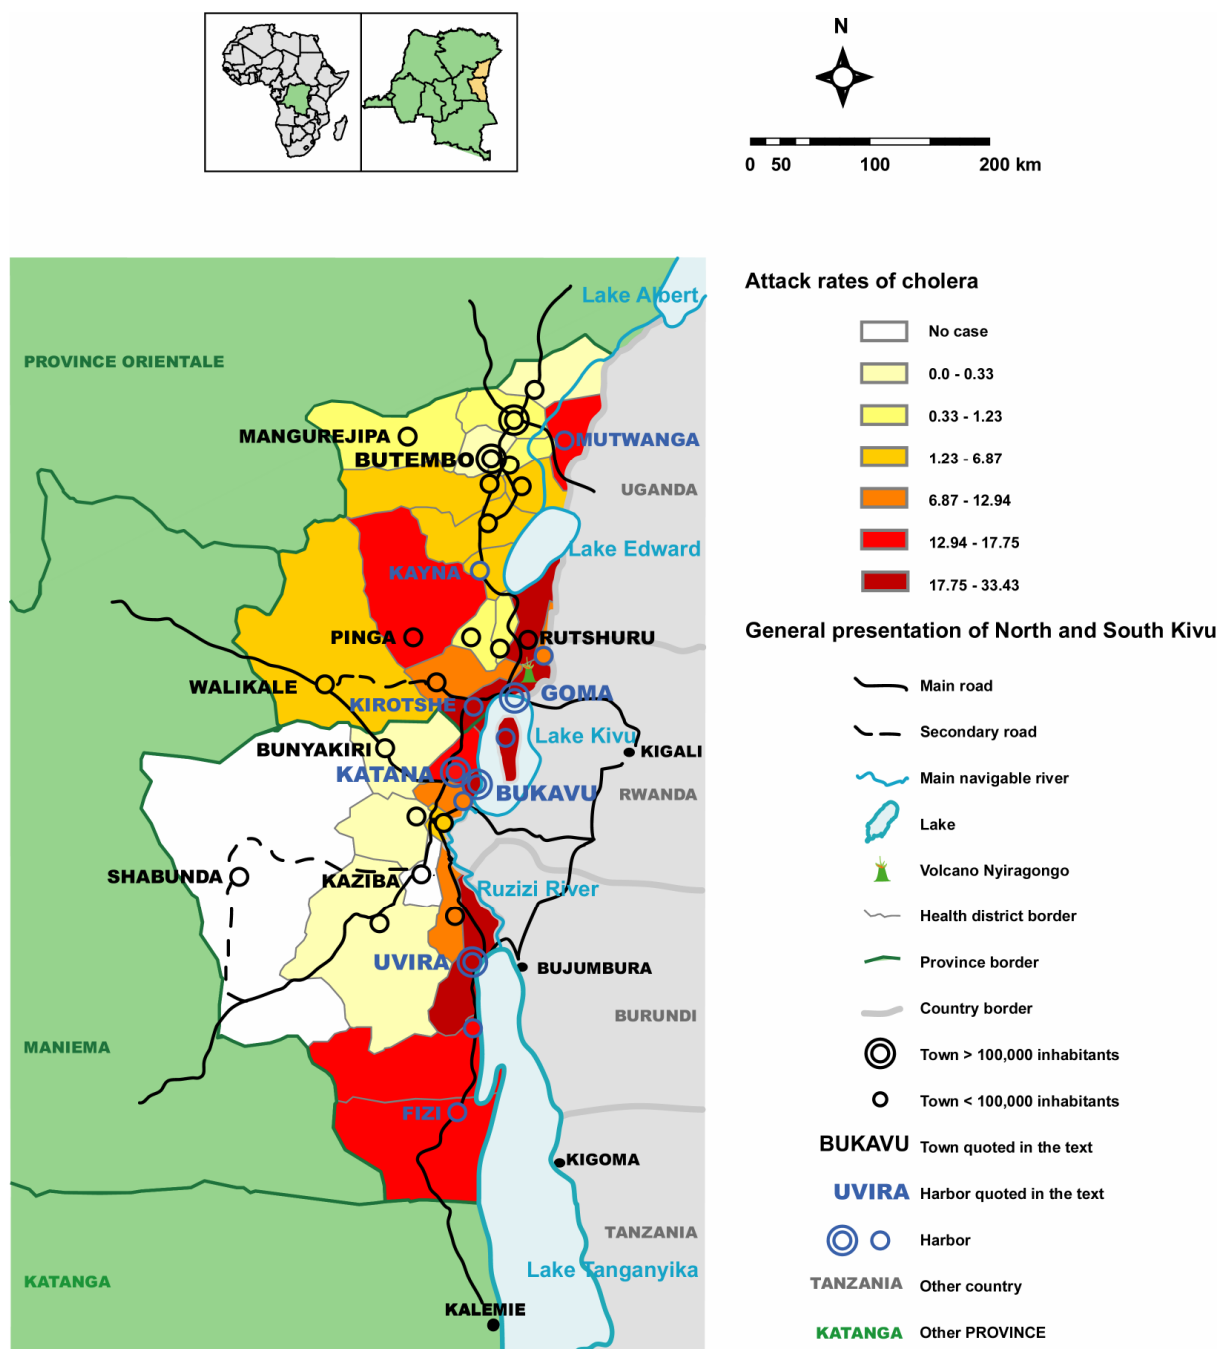 N
0 50 100 200 km
Attack rates of cholera
No case
0.0 - 0.33
0.33 - 1.23
1.23 - 6.87
6.87 - 12.94
12.94 - 17.75
17.75 - 33.43
General presentation of North and South Kivu
Main road
Secondary road
Main navigable river
Lake
Volcano Nyiragongo
Health district border
Province border
Country border
Town > 100,000 inhabitants
Town < 100,000 inhabitants
BUKAVU Town quoted in the text
UVIRA Harbor quoted in the text
Harbor
TANZANIA Other country
KATANGA Other PROVINCE
Lake Albert
PROVINCE ORIENTALE
MANGUREJIPA
MUTWANGA
BUTEMBO
UGANDA
Lake Edward
KAYNA
PINGA
RUTSHURU
WALIKALE
GOMA
KIROTSHE
Lake Kivu
BUNYAKIRI
KIGALI
KATANA
BUKAVU
RWANDA
SHABUNDA
KAZIBA
Ruzizi River
UVIRA
BUJUMBURA
BURUNDI
MANIEMA
FIZI
KIGOMA
TANZANIA
Lake Tanganyika
KATANGA
KALEMIE